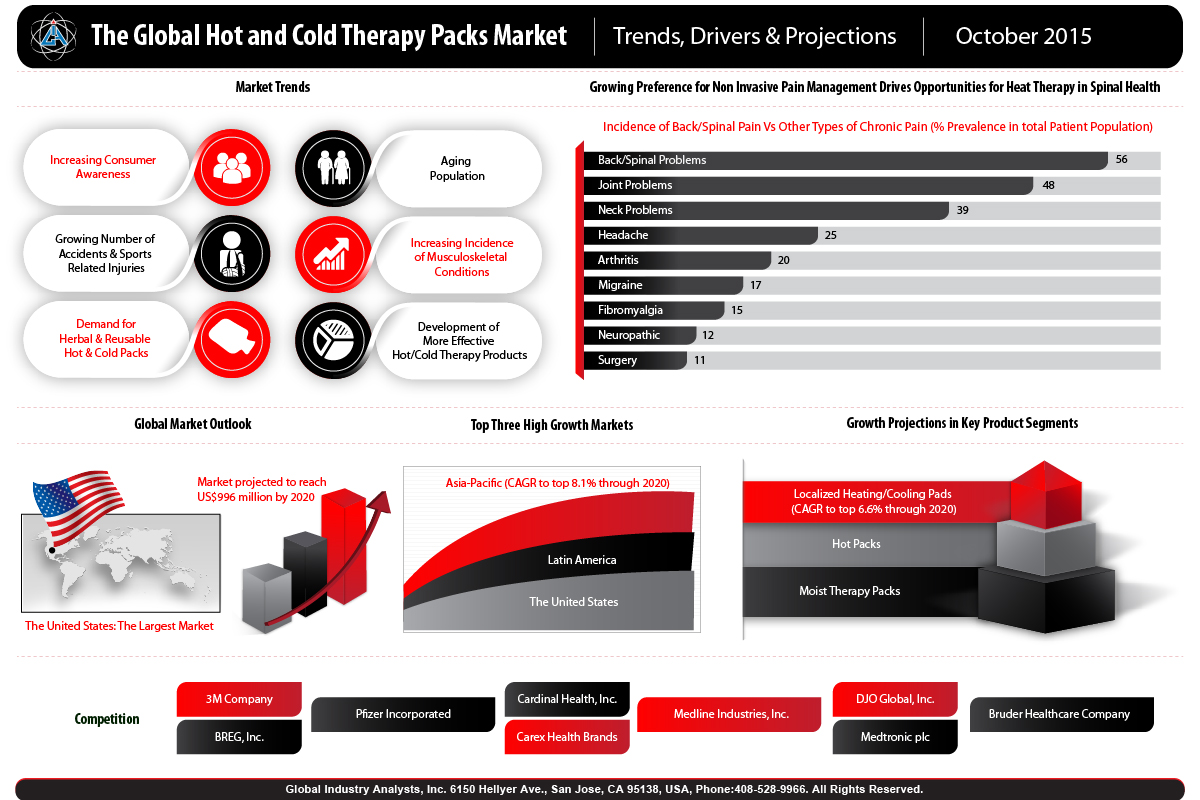 The Global Hot and Cold Therapy Packs Market
Trends, Drivers & Projections
October 2015
Market Trends
Increasing Consumer
Awareness
Aging
Population
Growing Number of
Accidents & Sports
Related Injuries
Increasing Incidence
of Musculoskeletal
Conditions
Demand for
Herbal & Reusable
Hot & Cold Packs
Development of
More Effective
Hot/Cold Therapy Products
Growing Preference for Non Invasive Pain Management Drives Opportunities for Heat Therapy in Spinal Health
Incidence of Back/Spinal Pain Vs Other Types of Chronic Pain (% Prevalence in total Patient Population)
Back/Spinal Problems 56
Joint Problems 48
Neck Problems 39
Headache 25
Arthritis 20
Migraine 17
Fibromyalgia 15
Neuropathic 12
Surgery 11
Global Market Outlook
Market projected to reach
US$996 million by 2020
The United States: The Largest Market
Top Three High Growth Markets
Asia-Pacific (CAGR to top 8.1% through 2020)
Latin America
The United States
Growth Projections in Key Product Segments
Localized Heating/Cooling Pads
(CAGR to top 6.6% through 2020)
Hot Packs
Moist Therapy Packs
Competition
3M Company
BREG, Inc.
Pfizer Incorporated
Cardinal Health, Inc.
Carex Health Brands
Medline Industries, Inc.
DJO Global, Inc.
Medtronic plc
Bruder Healthcare Company
Global Industry Analysts, Inc. 6150 Hellyer Ave., San Jose, CA 95138, USA, Phone:408-528-9966. All Rights Reserved.